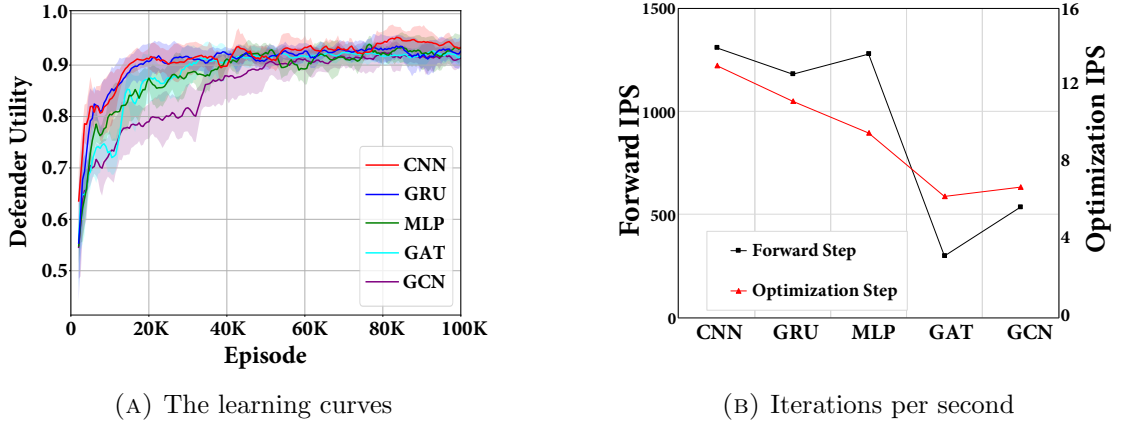 1.0
0.9
0.8
0.7
0.6
0.5
Defender Utility
CNN
GRU
MLP
GAT
GCN
0 20K 40K 60K 80K 100K
Episode
(A) The learning curves
1500
1000
500
0
Forward IPS
16
12
8
4
0
Optimization IPS
Forward Step
Optimization Step
CNN GRU MLP GAT GCN
(B) Iterations per second